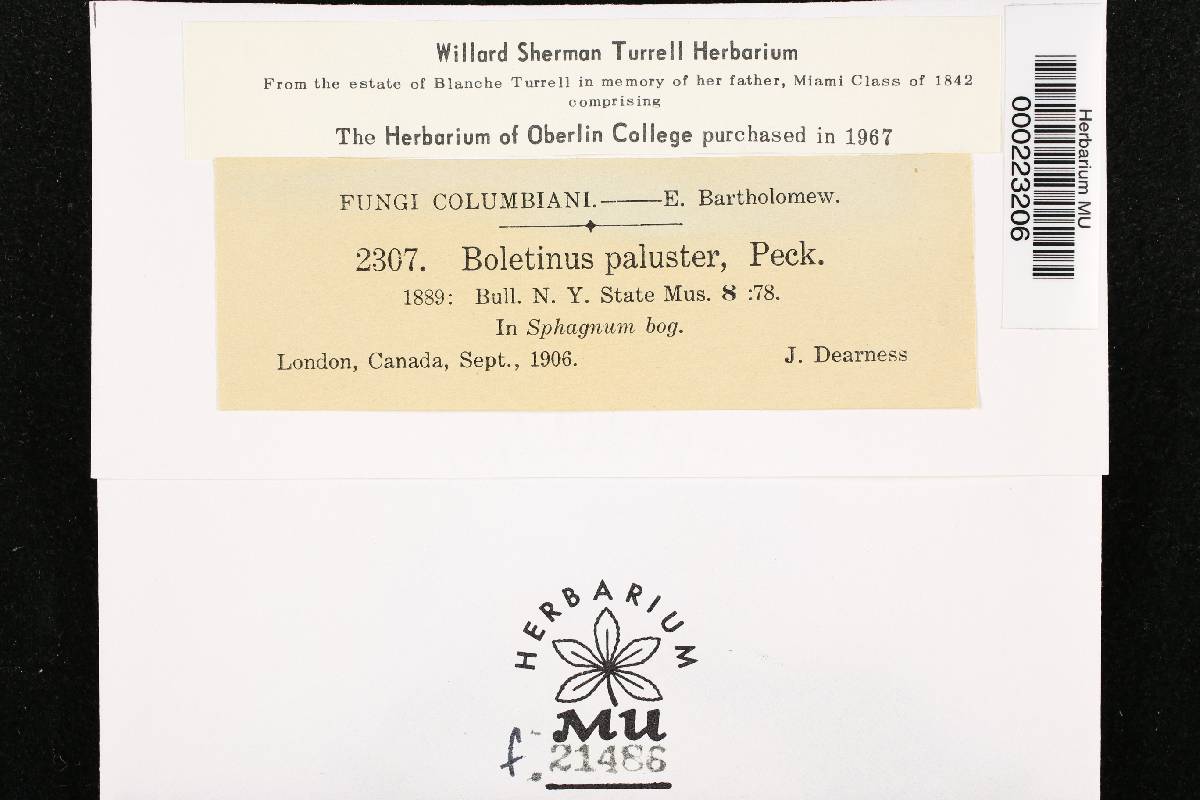 Willard Sherman Turrell Herbarium
From the estate of Blanche Turrell in memory of her father, Miami Class of 1842
comprising
The Herbarium of Oberlin College purchased in 1967
Herbarium MU
000223206
FUNGI COLUMBIANI.——E. Bartholomew.
2307. Boletinus paluster, Peck.
1889: Bull. N. Y. State Mus. 8 :78.
In Sphagnum bog.
London, Canada, Sept., 1906. J. Dearness
HERBARIUM
MU
f. 21486